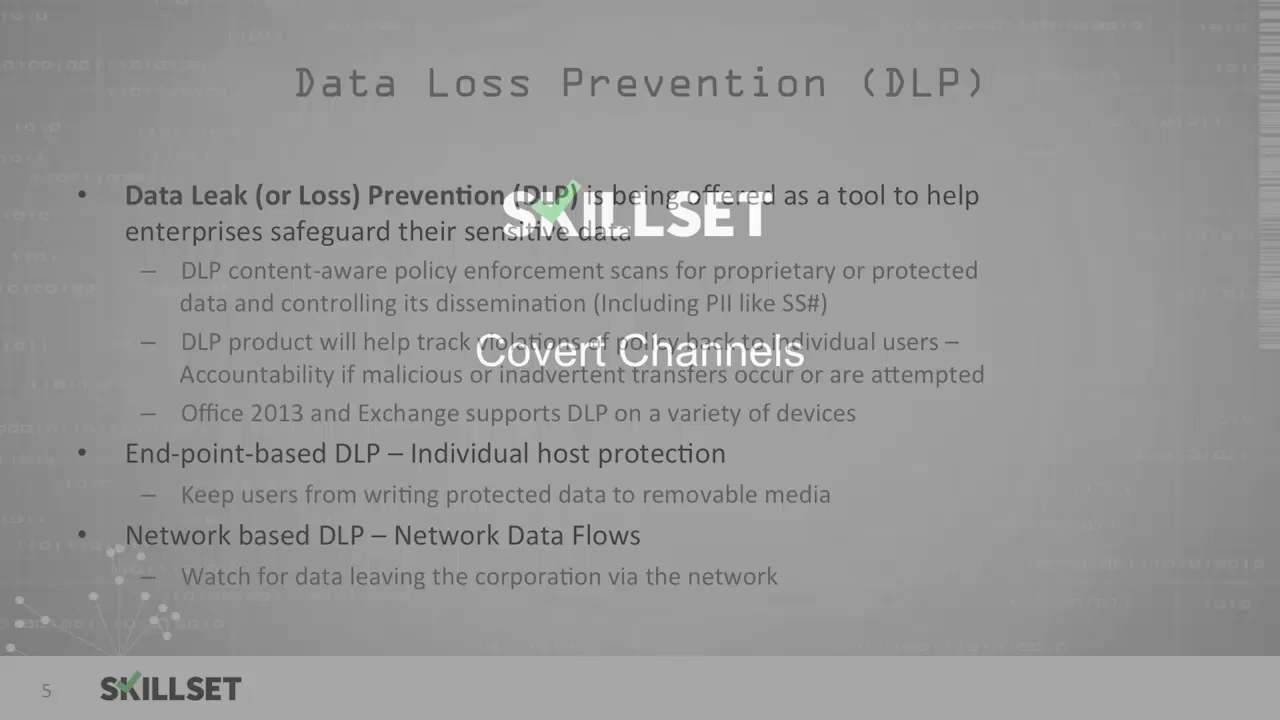 Data Loss Prevention (DLP)
• Data Leak (or Loss) Prevention (DLP) is being offered as a tool to help
enterprises safeguard their sensitive data
SKILLSET
– DLP content-aware policy enforcement scans for proprietary or protected
data and controlling its dissemination (Including PII like SS#)
– DLP product will help track violations of policy back to individual users –
Covert Channels
Accountability if malicious or inadvertent transfers occur or are attempted
– Office 2013 and Exchange supports DLP on a variety of devices
• End-point-based DLP – Individual host protection
– Keep users from writing protected data to removable media
• Network based DLP – Network Data Flows
– Watch for data leaving the corporation via the network
5
SKILLSET